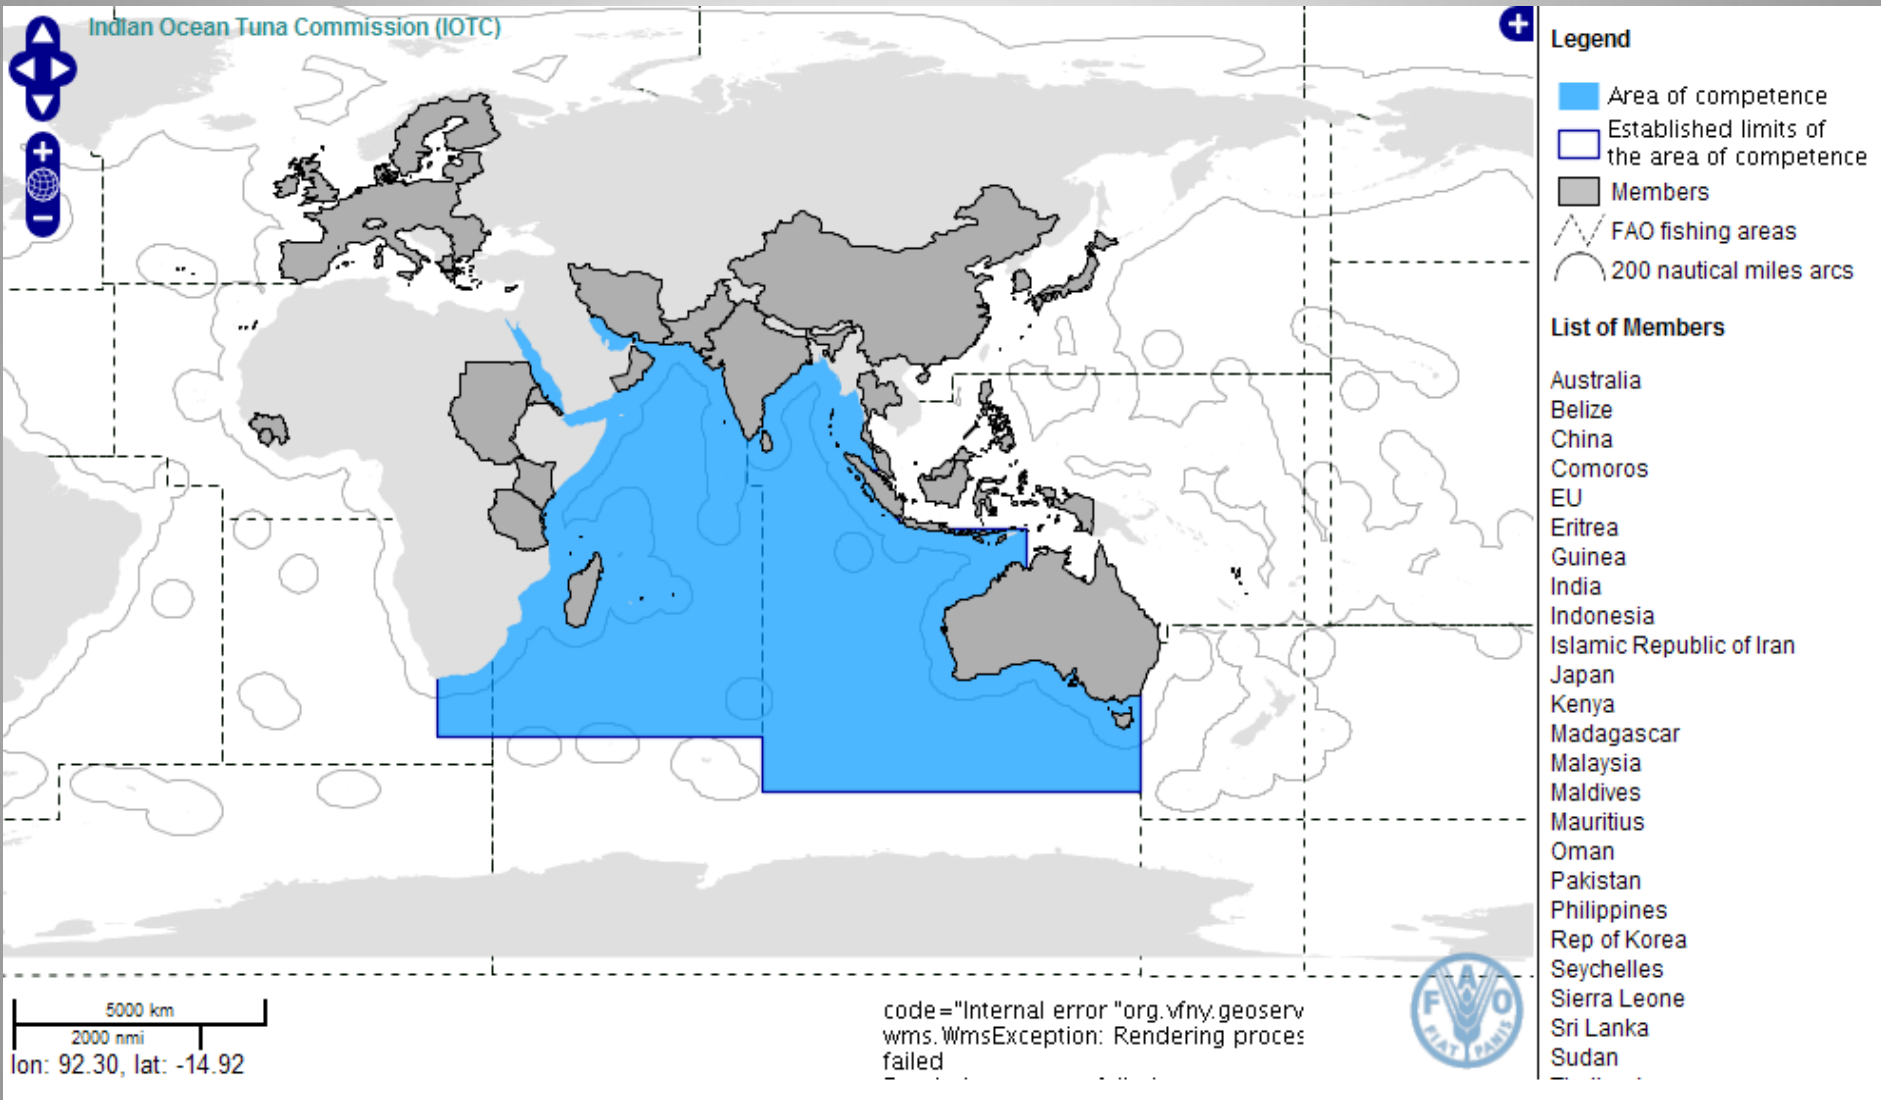 Indian Ocean Tuna Commission (IOTC)
Legend
Area of competence
Established limits of
the area of competence
Members
FAO fishing areas
200 nautical miles arcs
List of Members
Australia
Belize
China
Comoros
EU
Eritrea
Guinea
India
Indonesia
Islamic Republic of Iran
Japan
Kenya
Madagascar
Malaysia
Maldives
Mauritius
Oman
Pakistan
Philippines
Rep of Korea
Seychelles
Sierra Leone
Sri Lanka
Sudan
5000 km
2000 nmi
lon: 92.30, lat: -14.92
code="Internal error "org.vfny.geoserv
wms.WmsException: Rendering proces
failed
FAO
FIAT PANIS